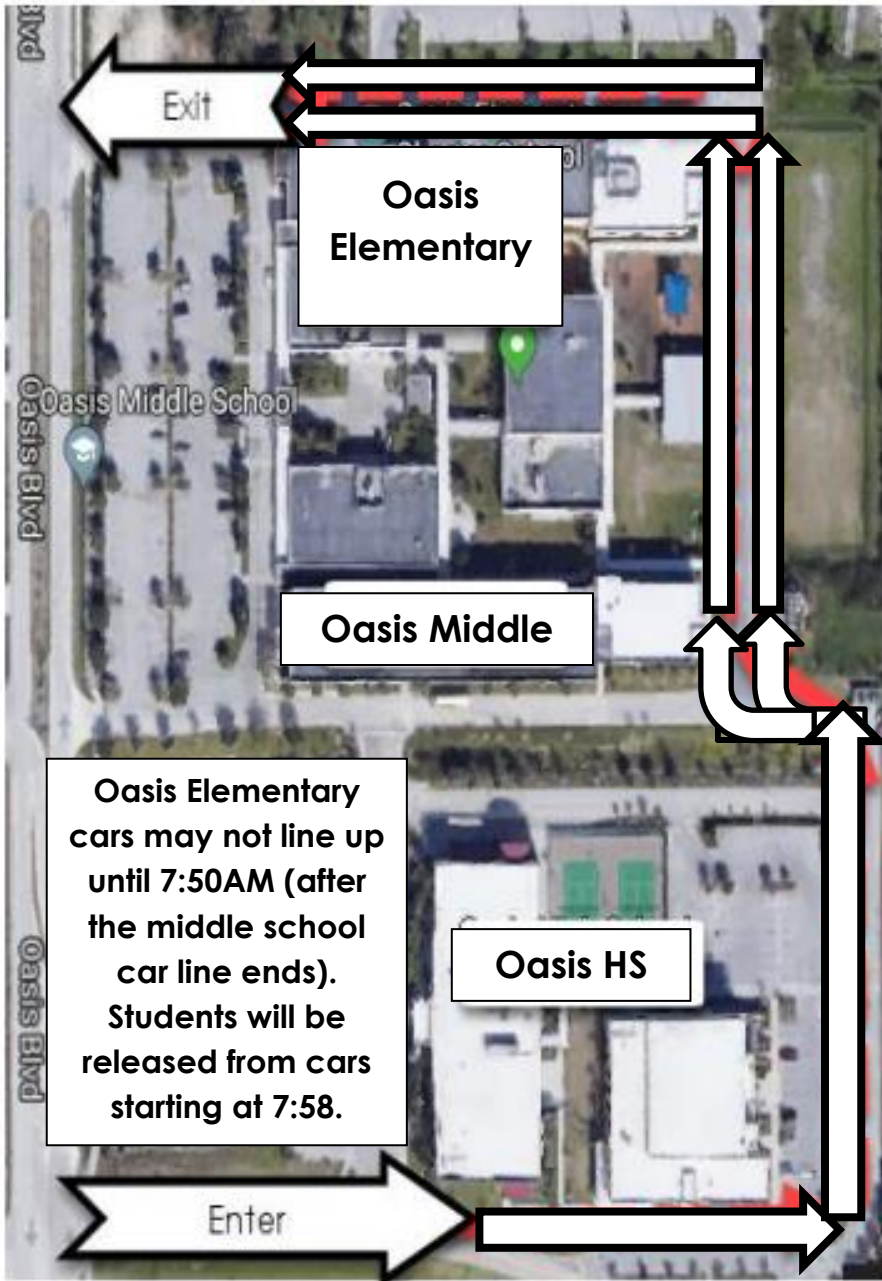 Blvd
Exit
Oasis
Elementary
Oasis Middle School
Oasis Blvd
Oasis Middle
Oasis Elementary
cars may not line up
until 7:50AM (after
the middle school
car line ends).
Students will be
released from cars
starting at 7:58.
Oasis HS
Oasis Blvd
Enter